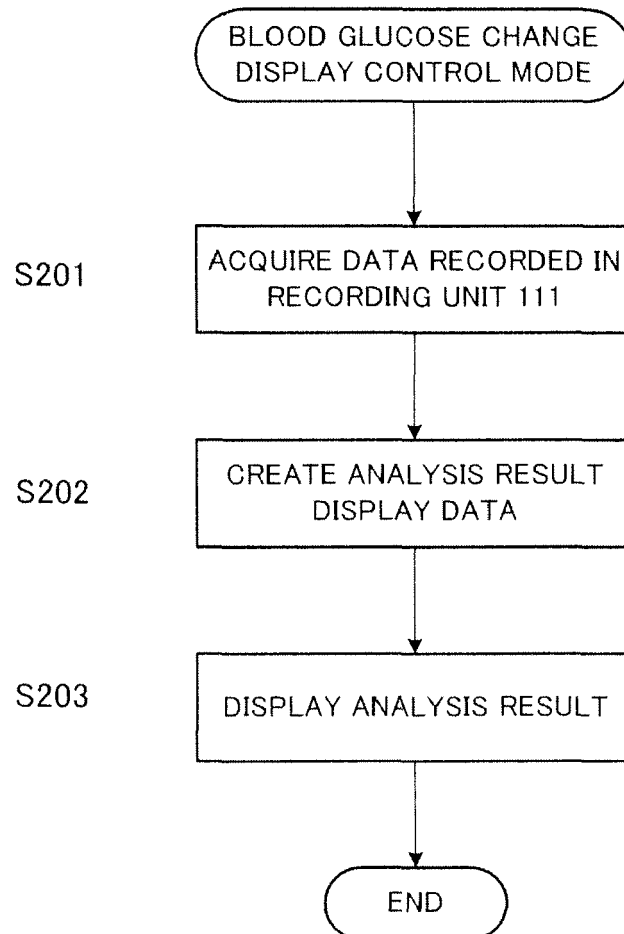 BLOOD GLUCOSE CHANGE
DISPLAY CONTROL MODE
S201
ACQUIRE DATA RECORDED IN
RECORDING UNIT 111
S202
CREATE ANALYSIS RESULT
DISPLAY DATA
S203
DISPLAY ANALYSIS RESULT
END